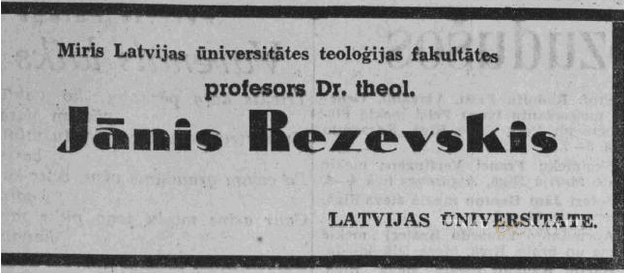 Miris Latvijas ūniversitātes teoloģijas fakultātes
profesors Dr. theol.
Jānis Rezevskis
LATVIJAS ŪNIVERSITĀTE.